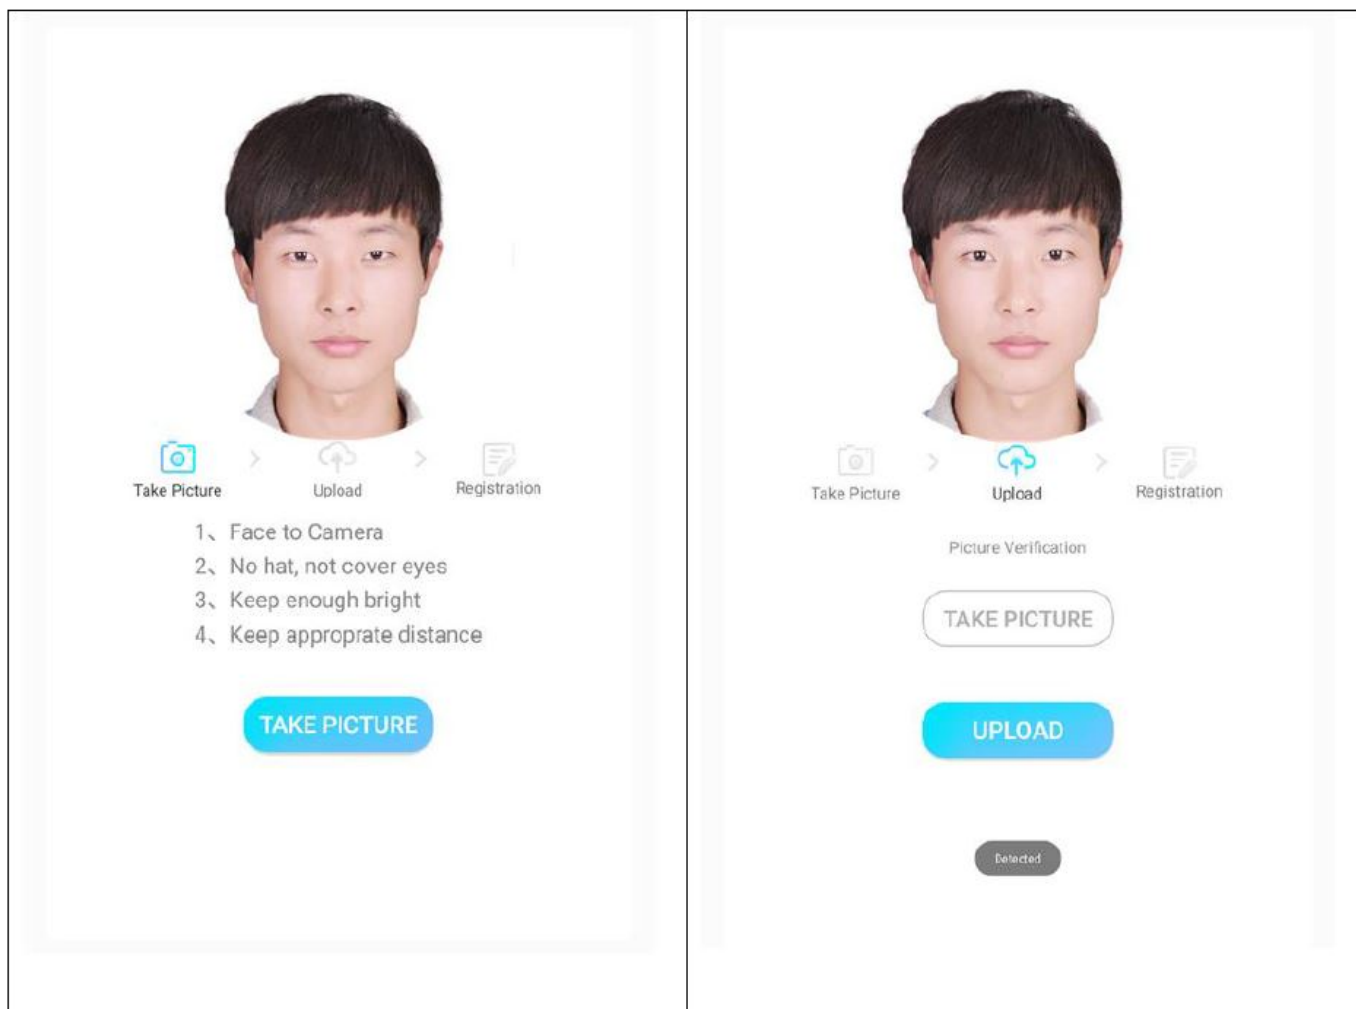 Take Picture
Upload
Registration
1、Face to Camera
2、No hat, not cover eyes
3、Keep enough bright
4、Keep approprate distance
TAKE PICTURE
Take Picture
Upload
Registration
Picture Verification
TAKE PICTURE
UPLOAD
Detected